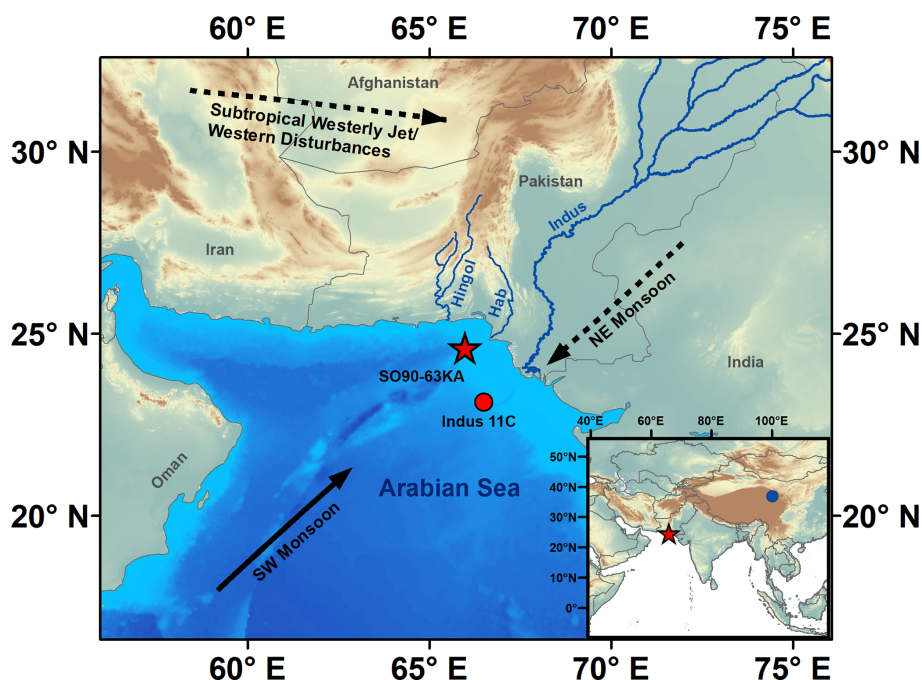 60° E
65° E
70° E
75° E
Afghanistan
Subtropical Westerly Jet/
Western Disturbances
30° N
30° N
Pakistan
Indus
Iran
Hingol
Hab
NE Monsoon
25° N
25° N
India
SO90-63KA
Indus 11C
Oman
Arabian Sea
SW Monsoon
20° N
20° N
40°E
60°E
80°E
100°E
50°N
40°N
30°N
20°N
10°N
0°
60° E
65° E
70° E
75° E